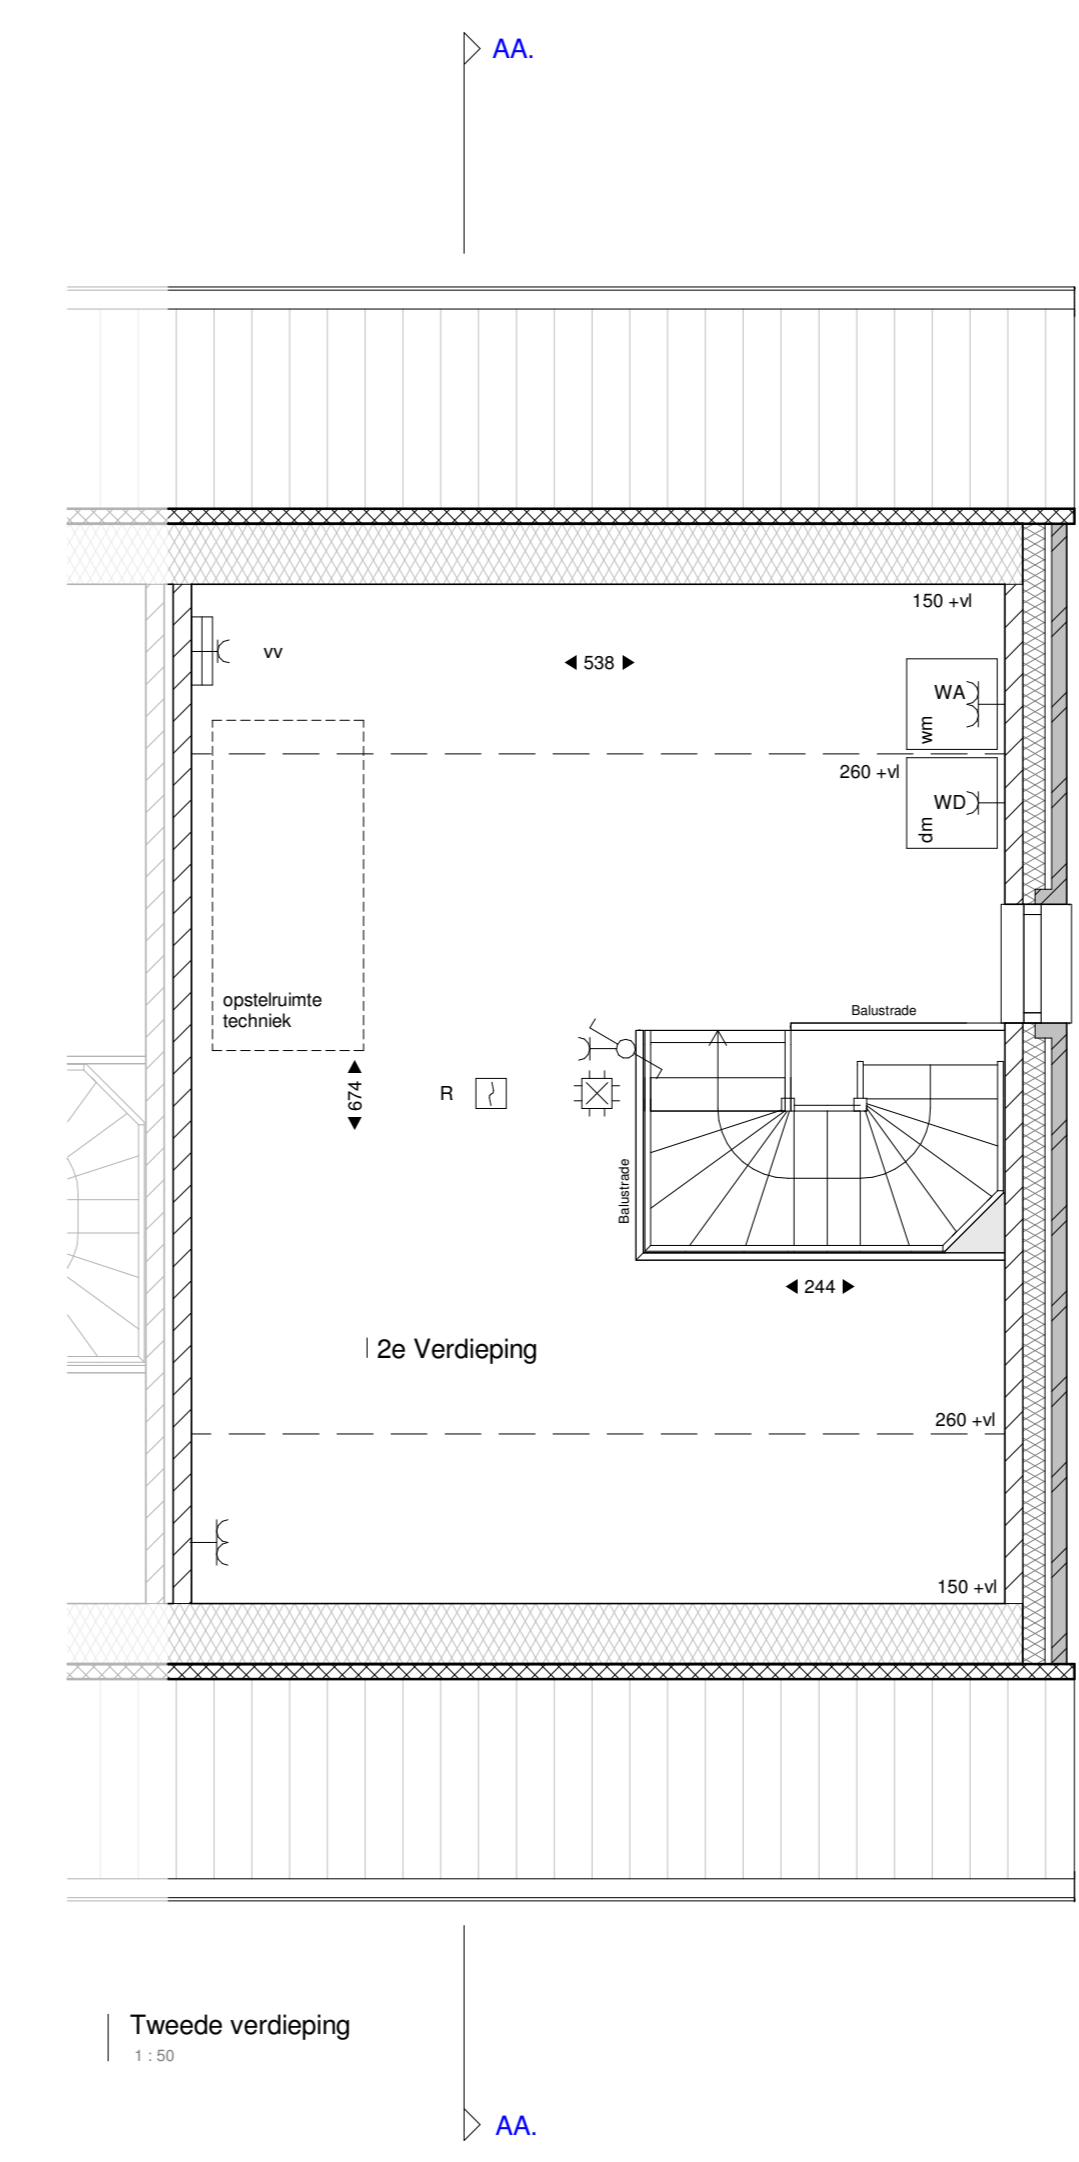 AA.
150 +vl
vv
538
WA
wm
260 +vl
WD
dm
opstelruimte
techniek
Balustrade
674
R
Balustrade
244
2e Verdieping
260 +vl
150 +vl
Tweede verdieping
1 : 50
AA.